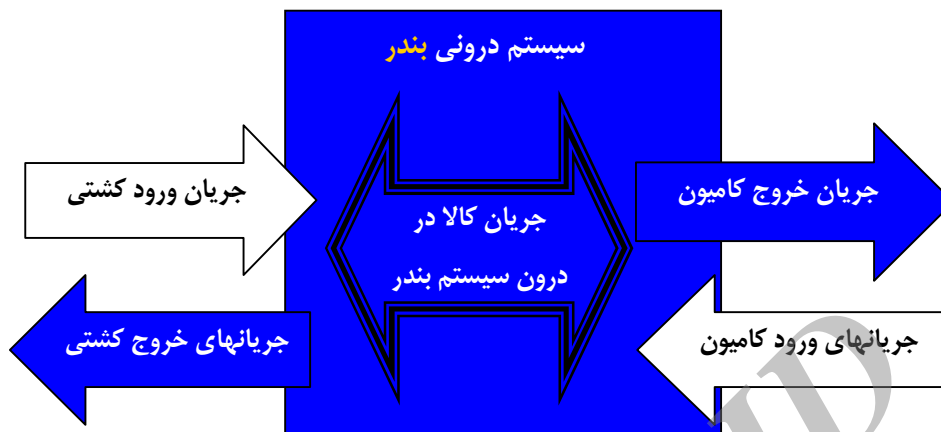 سیستم درونی بندر
جریان ورود کشتی
جریان خروج کامیون
جریان کالا در
درون سیستم بندر
جریانهای خروج کشتی
جریانهای ورود کامیون